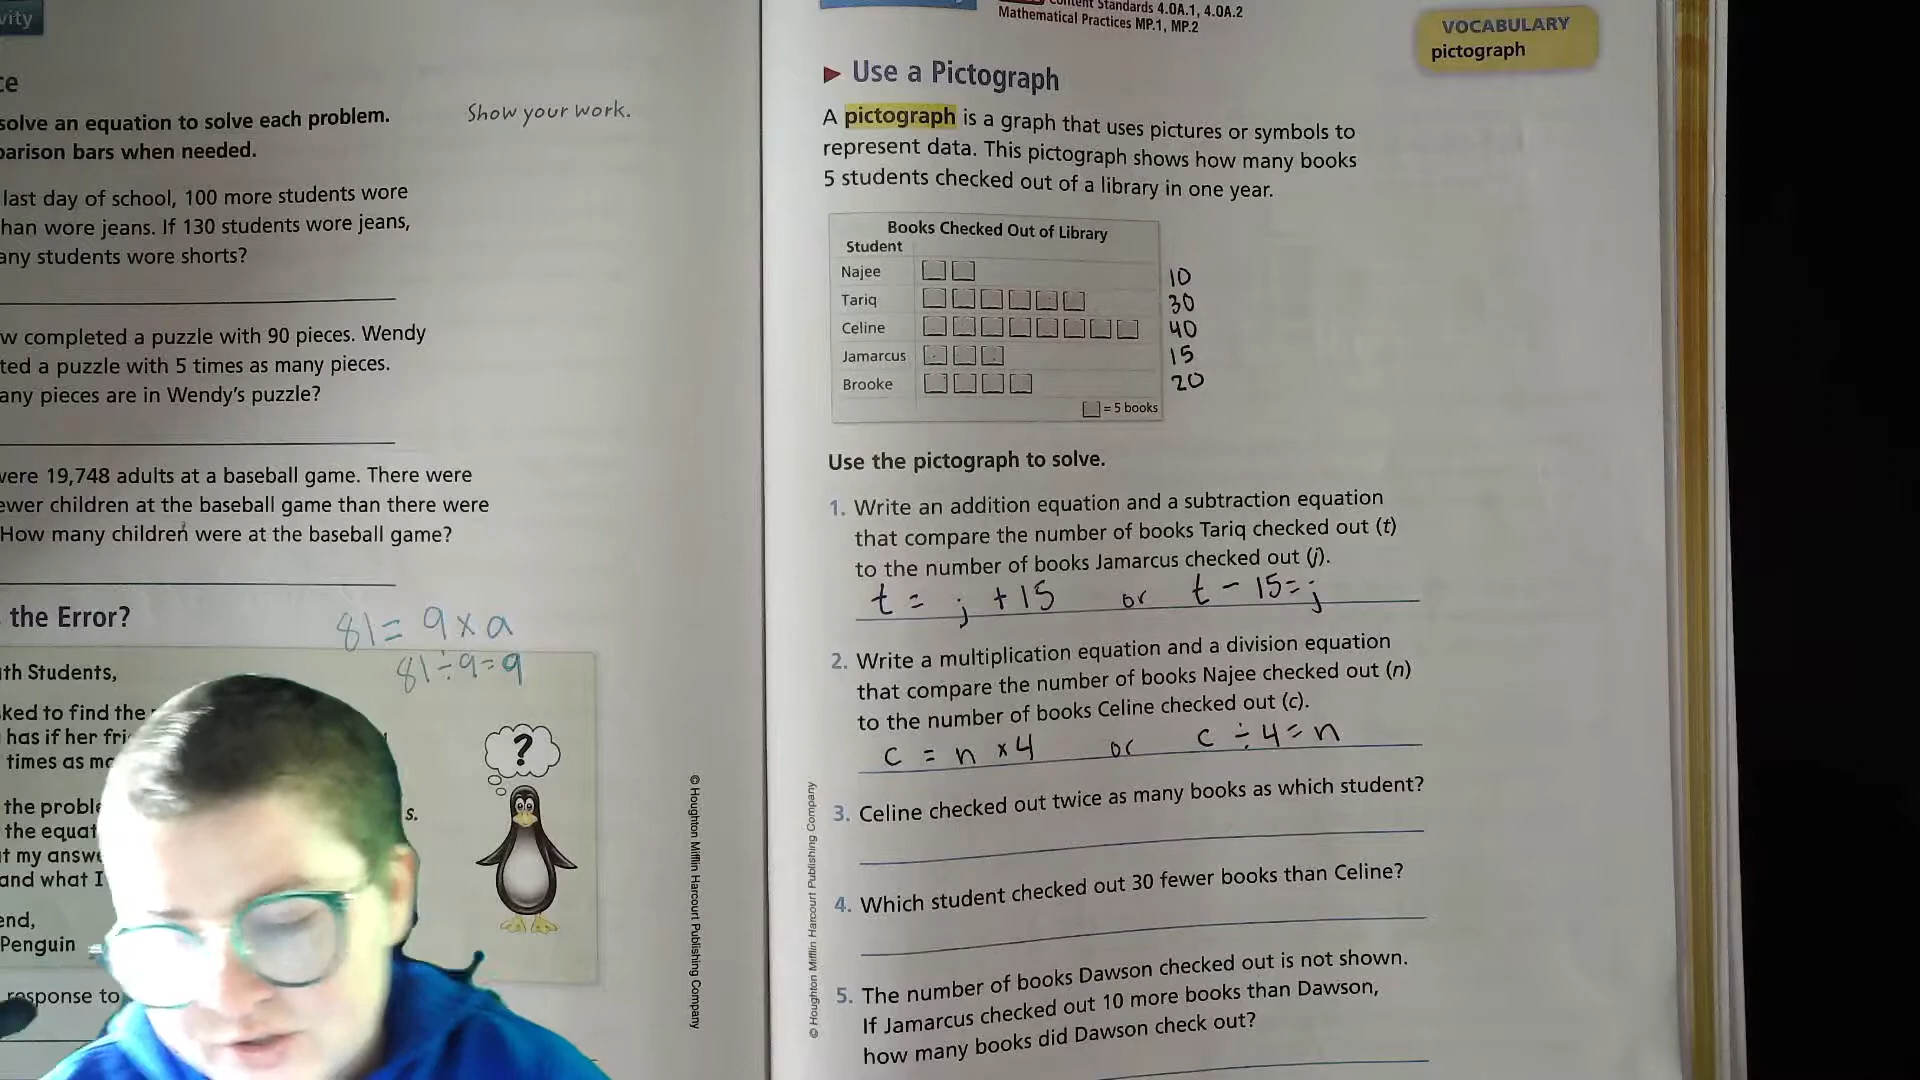 vity
ce
solve an equation to solve each problem.
parison bars when needed.
Show your work.
last day of school, 100 more students wore
han wore jeans. If 130 students wore jeans,
any students wore shorts?
w completed a puzzle with 90 pieces. Wendy
ted a puzzle with 5 times as many pieces.
any pieces are in Wendy's puzzle?
vere 19,748 adults at a baseball game. There were
ewer children at the baseball game than there were
How many children were at the baseball game?
the Error?
81 = 9 x a
81 ÷ 9 = 9
th Students,
ked to find the
has if her fri
times as m
the proble
s.
the equat
t my answe
and what I
end,
Penguin
response to
?
© Houghton Mifflin Harcourt Publishing Company
Content Standards 4.OA.1, 4.OA.2
Mathematical Practices MP.1, MP.2
VOCABULARY
pictograph
Use a Pictograph
A pictograph is a graph that uses pictures or symbols to
represent data. This pictograph shows how many books
5 students checked out of a library in one year.
Books Checked Out of Library
Student
Najee 10
Tariq 30
Celine 40
Jamarcus 15
Brooke 20
= 5 books
Use the pictograph to solve.
1. Write an addition equation and a subtraction equation
that compare the number of books Tariq checked out (t)
to the number of books Jamarcus checked out (j).
t = j + 15 or t - 15 = j
2. Write a multiplication equation and a division equation
that compare the number of books Najee checked out (n)
to the number of books Celine checked out (c).
c = n x 4 or c ÷ 4 = n
3. Celine checked out twice as many books as which student?
4. Which student checked out 30 fewer books than Celine?
5. The number of books Dawson checked out is not shown.
If Jamarcus checked out 10 more books than Dawson,
how many books did Dawson check out?
© Houghton Mifflin Harcourt Publishing Company